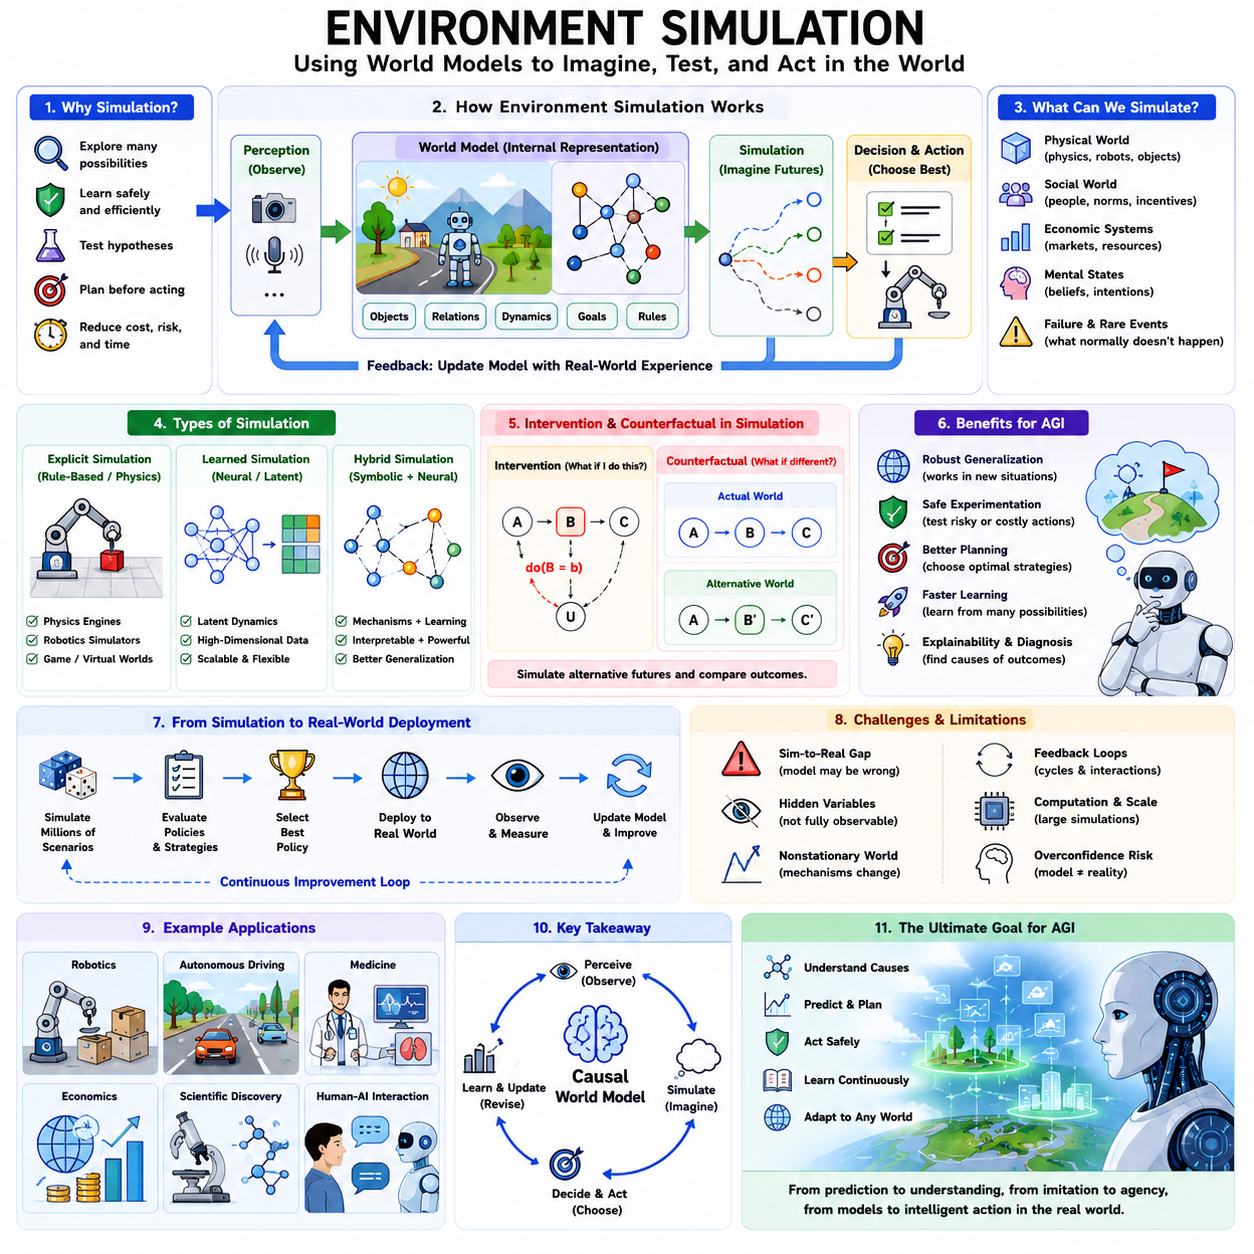 ENVIRONMENT SIMULATION
Using World Models to Imagine, Test, and Act in the World
1. Why Simulation?
Explore many
possibilities
Learn safely
and efficiently
Test hypotheses
Plan before acting
Reduce cost, risk,
and time
2. How Environment Simulation Works
Perception
(Observe)
...
World Model (Internal Representation)
Objects
Relations
Dynamics
Goals
Rules
Simulation
(Imagine Futures)
Decision & Action
(Choose Best)
Feedback: Update Model with Real-World Experience
3. What Can We Simulate?
Physical World
(physics, robots, objects)
Social World
(people, norms, incentives)
Economic Systems
(markets, resources)
Mental States
(beliefs, intentions)
Failure & Rare Events
(what normally doesn't happen)
4. Types of Simulation
Explicit Simulation
(Rule-Based / Physics)
Physics Engines
Robotics Simulators
Game / Virtual Worlds
Learned Simulation
(Neural / Latent)
Latent Dynamics
High-Dimensional Data
Scalable & Flexible
Hybrid Simulation
(Symbolic + Neural)
Mechanisms + Learning
Interpretable + Powerful
Better Generalization
5. Intervention & Counterfactual in Simulation
Intervention (What if I do this?)
A
B
C
do(B = b)
U
Counterfactual (What if different?)
Actual World
A
B
C
Alternative World
A
B'
C'
Simulate alternative futures and compare outcomes.
6. Benefits for AGI
Robust Generalization
(works in new situations)
Safe Experimentation
(test risky or costly actions)
Better Planning
(choose optimal strategies)
Faster Learning
(learn from many possibilities)
Explainability & Diagnosis
(find causes of outcomes)
7. From Simulation to Real-World Deployment
Simulate
Millions of
Scenarios
Evaluate
Policies
& Strategies
Select
Best
Policy
Deploy to
Real World
Observe
& Measure
Update Model
& Improve
Continuous Improvement Loop
8. Challenges & Limitations
Sim-to-Real Gap
(model may be wrong)
Hidden Variables
(not fully observable)
Nonstationary World
(mechanisms change)
Feedback Loops
(cycles & interactions)
Computation & Scale
(large simulations)
Overconfidence Risk
(model ≠ reality)
9. Example Applications
Robotics
Autonomous Driving
Medicine
Economics
Scientific Discovery
Human-AI Interaction
10. Key Takeaway
Perceive
(Observe)
Simulate
(Imagine)
Decide & Act
(Choose)
Learn & Update
(Revise)
Causal
World Model
11. The Ultimate Goal for AGI
Understand Causes
Predict & Plan
Act Safely
Learn Continuously
Adapt to Any World
From prediction to understanding, from imitation to agency,
from models to intelligent action in the real world.